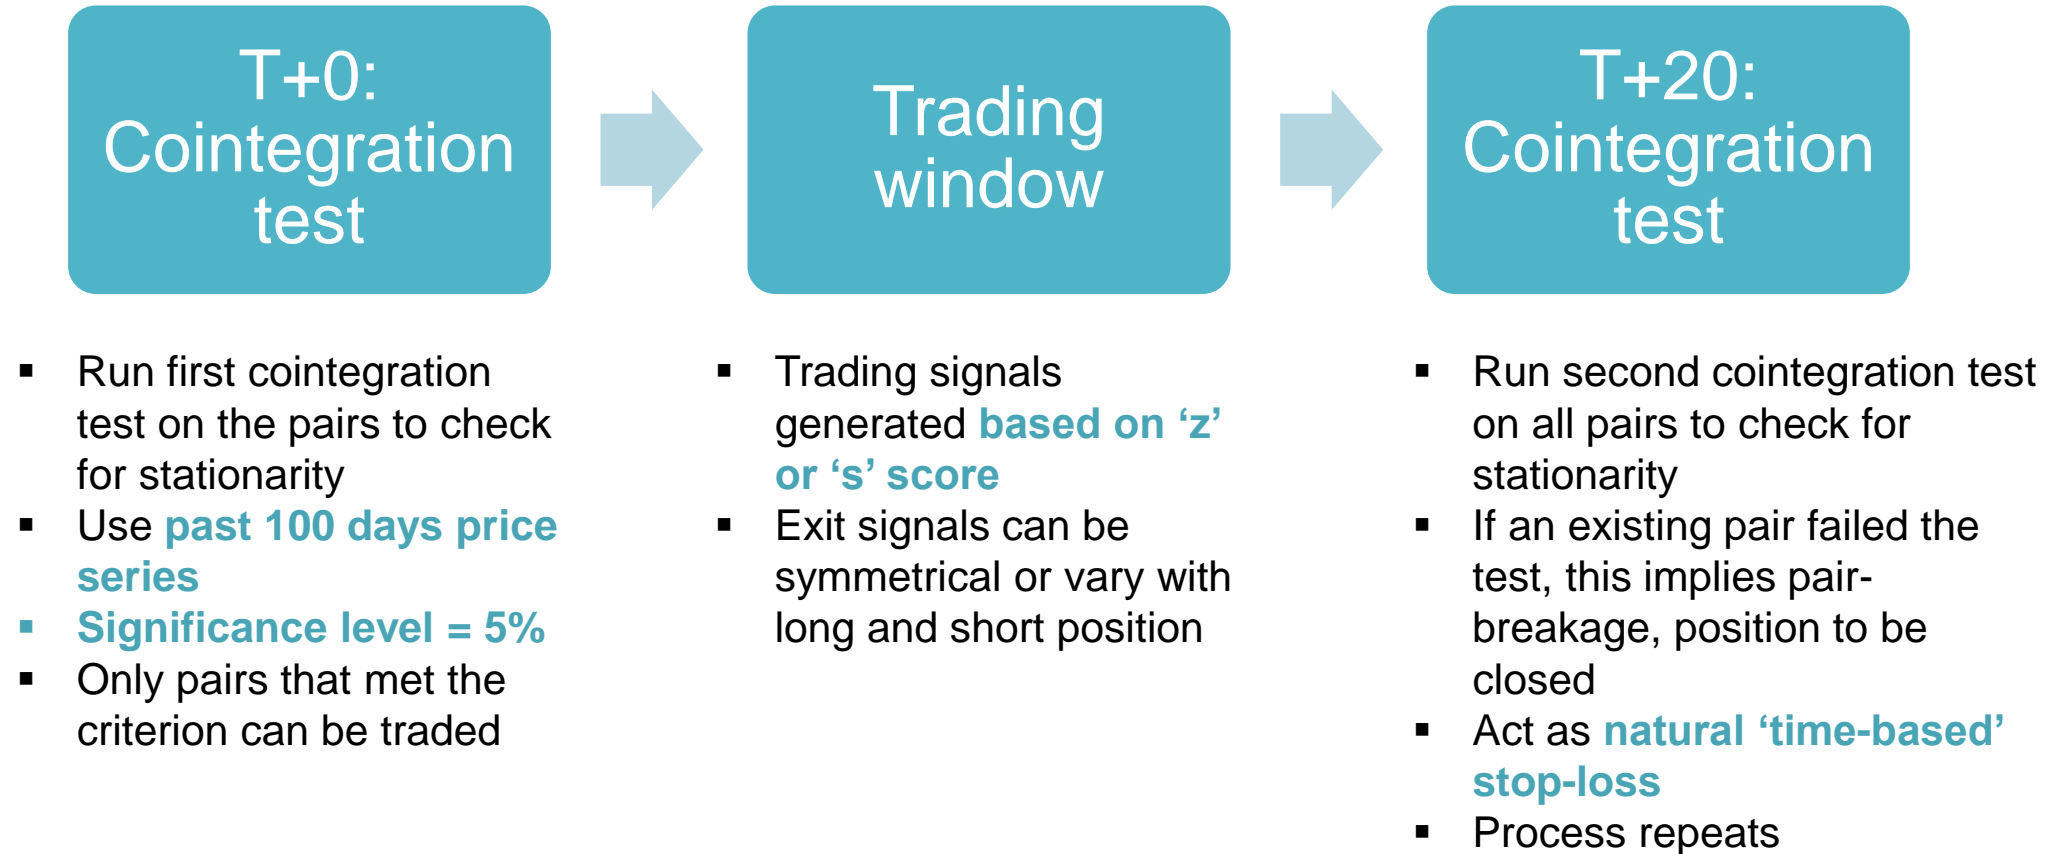 T+0:
Cointegration
test
Trading
window
T+20:
Cointegration
test
▪ Run first cointegration
test on the pairs to check
for stationarity
▪ Use past 100 days price
series
▪ Significance level = 5%
▪ Only pairs that met the
criterion can be traded
▪ Trading signals
generated based on ‘z’
or ‘s’ score
▪ Exit signals can be
symmetrical or vary with
long and short position
▪ Run second cointegration test
on all pairs to check for
stationarity
▪ If an existing pair failed the
test, this implies pair-
breakage, position to be
closed
▪ Act as natural ‘time-based’
stop-loss
▪ Process repeats